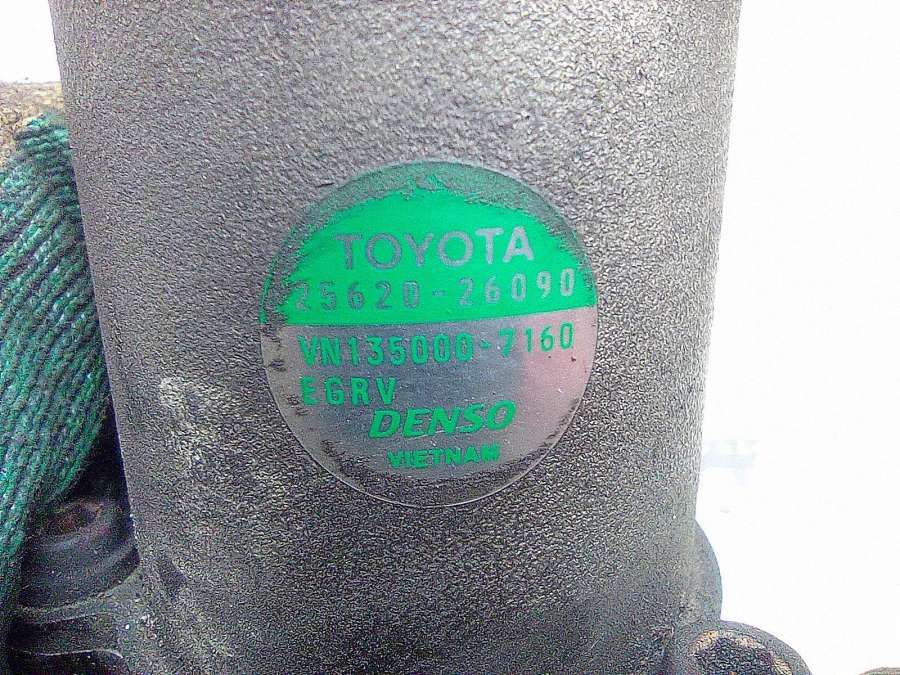 TOYOTA
25620-26090
VN135000-7160
EGRV
DENSO
VIETNAM